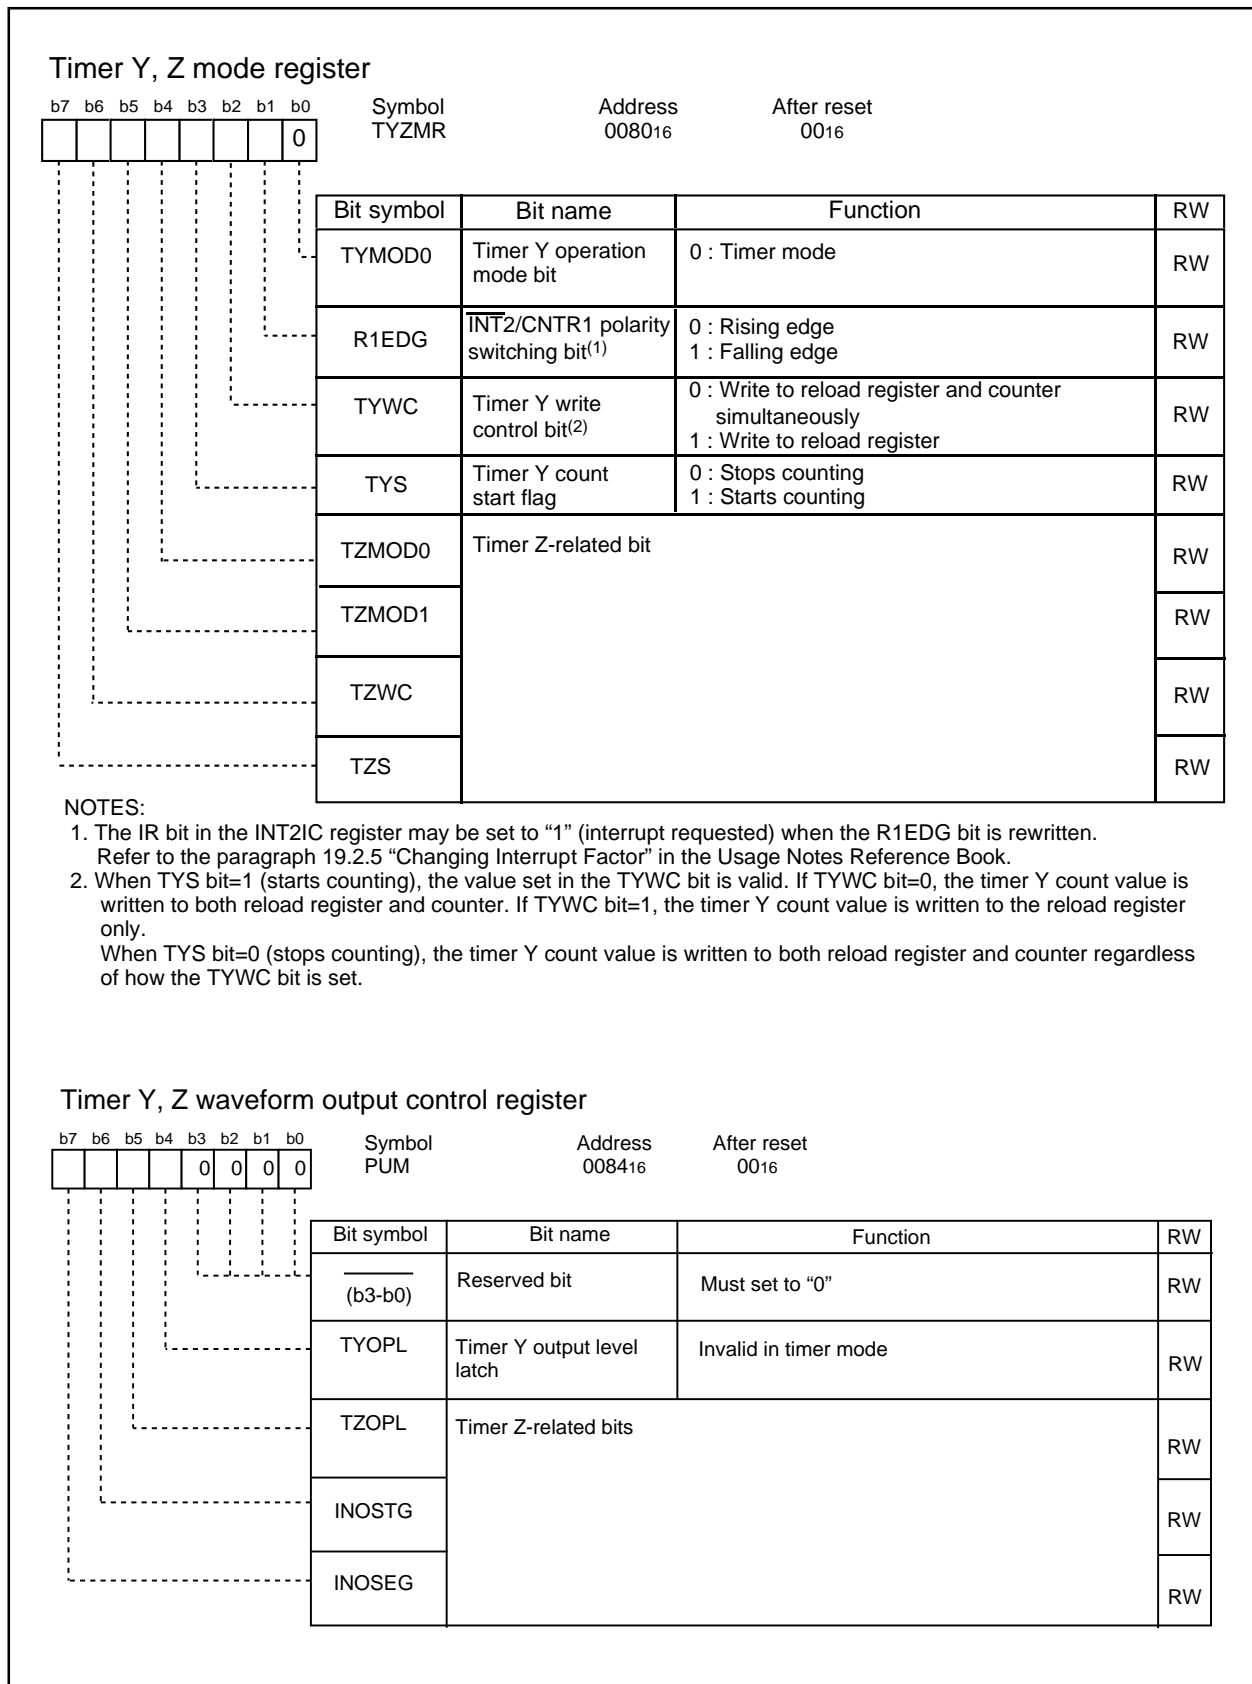 Timer Y, Z mode register
b7 b6 b5 b4 b3 b2 b1 b0
0
Symbol Address After reset
TYZMR 008016 0016
Bit symbol Bit name Function RW
TYMOD0 Timer Y operation mode bit 0 : Timer mode RW
R1EDG INT2/CNTR1 polarity switching bit(1) 0 : Rising edge
1 : Falling edge RW
TYWC Timer Y write control bit(2) 0 : Write to reload register and counter simultaneously
1 : Write to reload register RW
TYS Timer Y count start flag 0 : Stops counting
1 : Starts counting RW
TZMOD0 Timer Z-related bit RW
TZMOD1 RW
TZWC RW
TZS RW
NOTES:
1. The IR bit in the INT2IC register may be set to “1” (interrupt requested) when the R1EDG bit is rewritten.
Refer to the paragraph 19.2.5 “Changing Interrupt Factor” in the Usage Notes Reference Book.
2. When TYS bit=1 (starts counting), the value set in the TYWC bit is valid. If TYWC bit=0, the timer Y count value is
written to both reload register and counter. If TYWC bit=1, the timer Y count value is written to the reload register
only.
When TYS bit=0 (stops counting), the timer Y count value is written to both reload register and counter regardless
of how the TYWC bit is set.
Timer Y, Z waveform output control register
b7 b6 b5 b4 b3 b2 b1 b0
0 0 0 0
Symbol Address After reset
PUM 008416 0016
Bit symbol Bit name Function RW
(b3-b0) Reserved bit Must set to “0” RW
TYOPL Timer Y output level latch Invalid in timer mode RW
TZOPL Timer Z-related bits RW
INOSTG RW
INOSEG RW